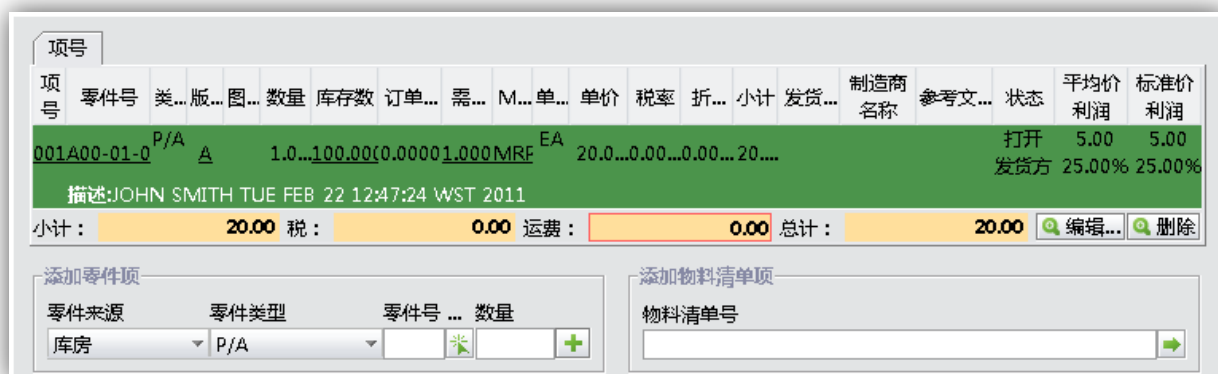 项号
项号 零件号 类... 版... 图... 数量 库存数 订单... 需... M... 单... 单价 税率 折... 小计 发货... 制造商名称 参考文... 状态 平均价利润 标准价利润
001 A00-01-0 P/A A 1.0... 100.00( 0.0000 1.000 MRP EA 20.0... 0.00... 0.00... 20.... 打开 5.00 5.00
发货方 25.00% 25.00%
描述:JOHN SMITH TUE FEB 22 12:47:24 WST 2011
小计： 20.00 税： 0.00 运费： 0.00 总计： 20.00 编辑... 删除
添加零件项 添加物料清单项
零件来源 零件类型 零件号 ... 数量 物料清单号
库房 P/A